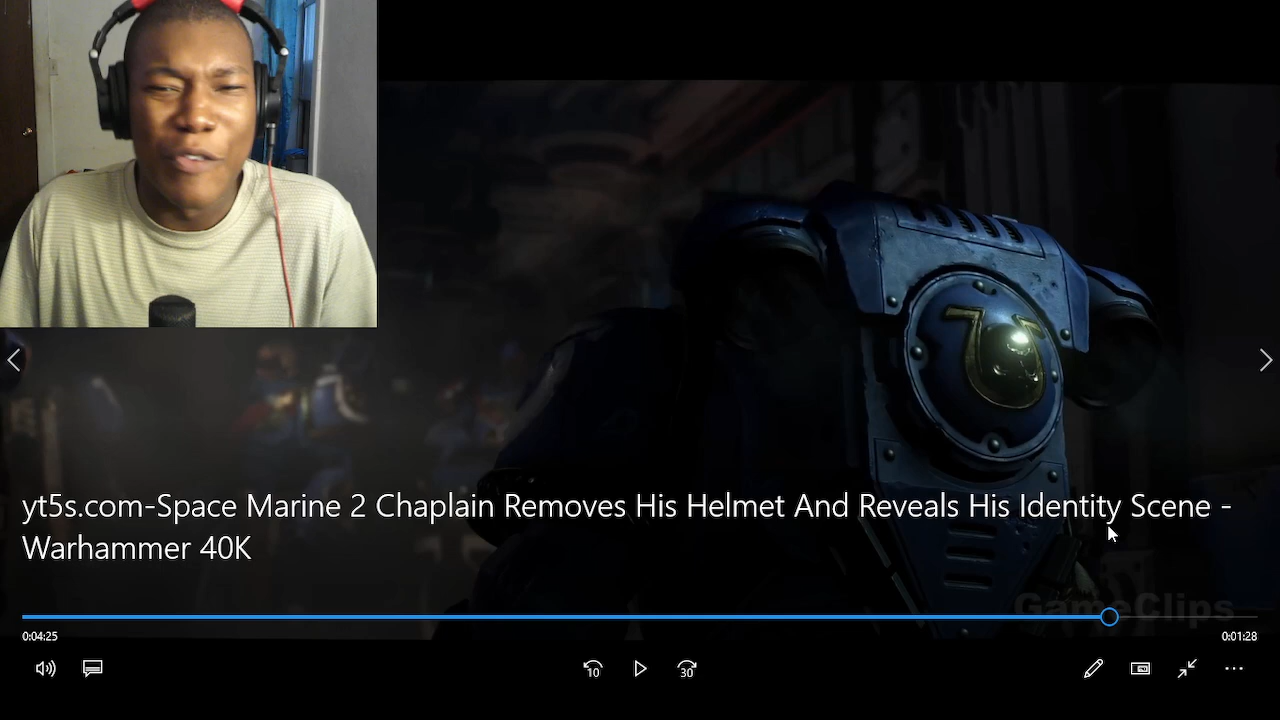 yt5s.com-Space Marine 2 Chaplain Removes His Helmet And Reveals His Identity Scene -
Warhammer 40K
GameClips
0:04:25
0:01:28
10
30